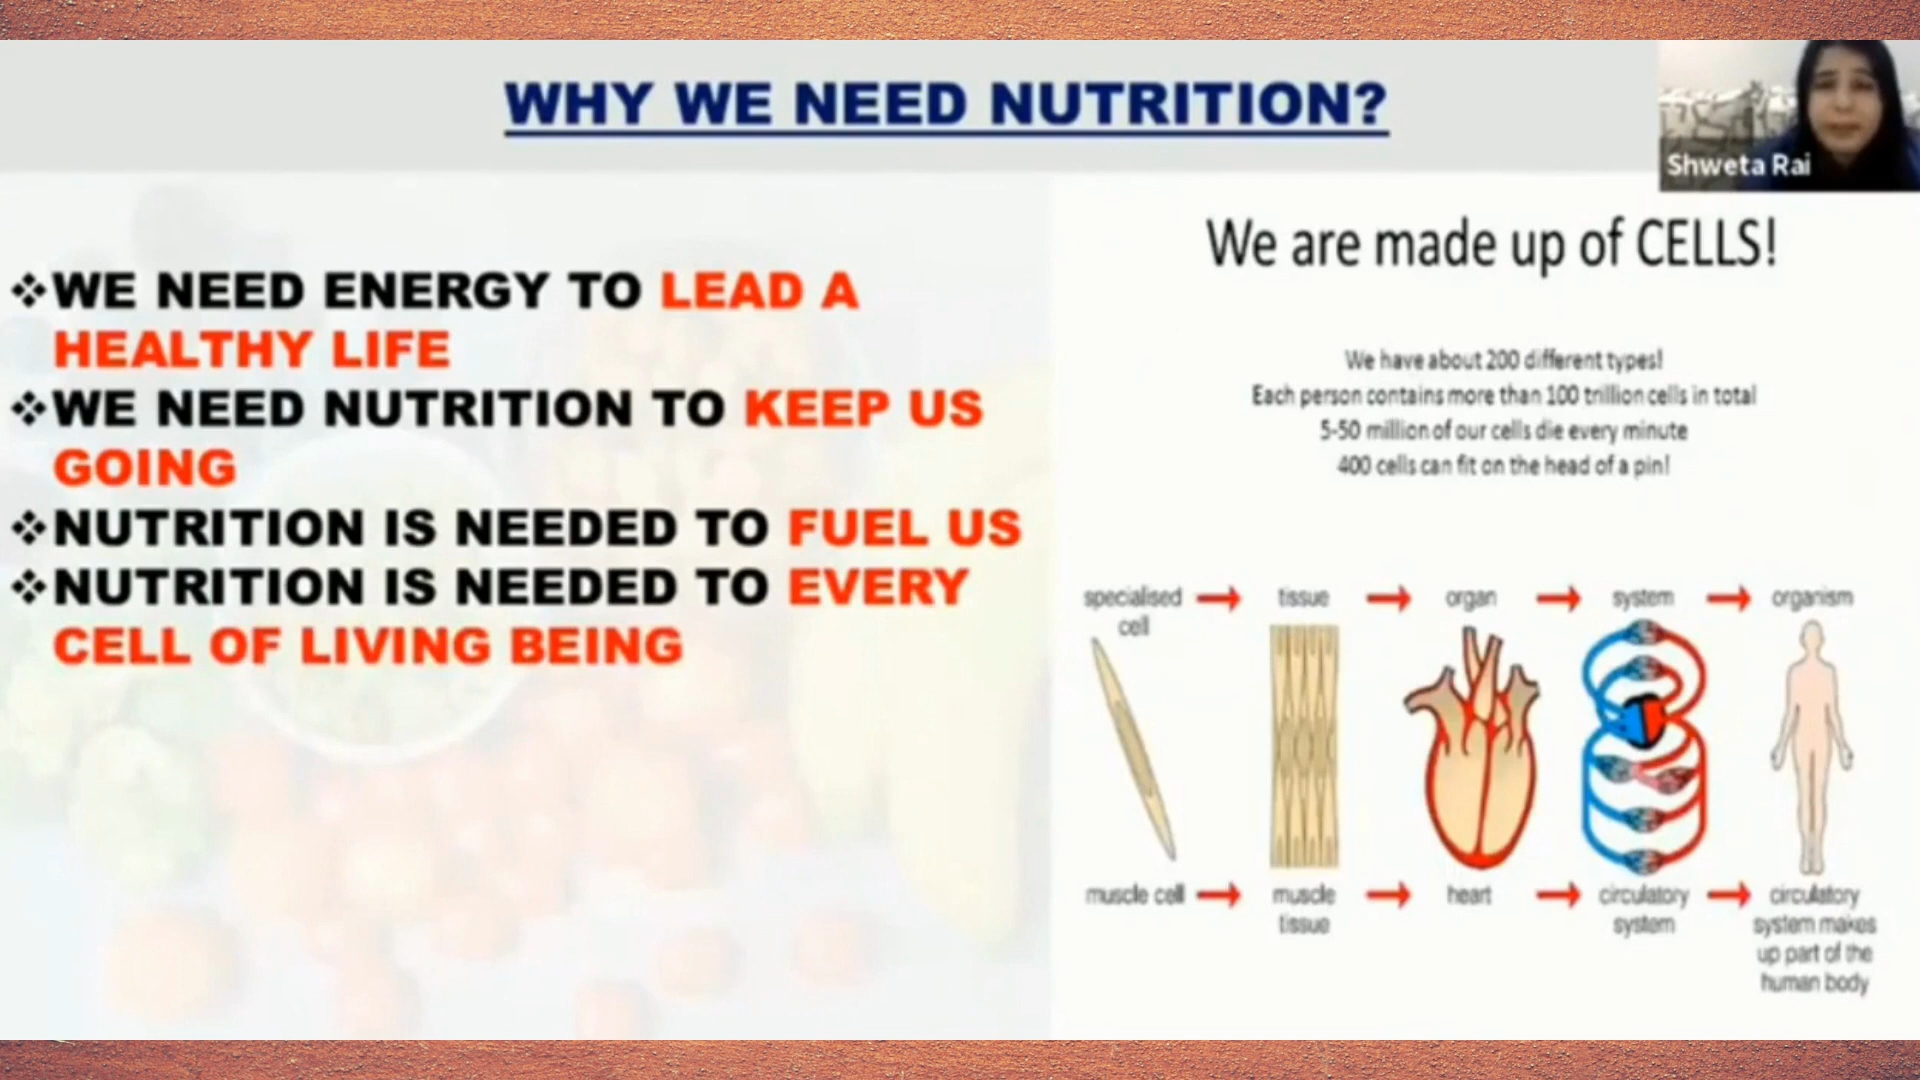 WHY WE NEED NUTRITION?
Shweta Rai
❖WE NEED ENERGY TO LEAD A
HEALTHY LIFE
❖WE NEED NUTRITION TO KEEP US
GOING
❖NUTRITION IS NEEDED TO FUEL US
❖NUTRITION IS NEEDED TO EVERY
CELL OF LIVING BEING
We are made up of CELLS!
We have about 200 different types!
Each person contains more than 100 trillion cells in total
5-50 million of our cells die every minute
400 cells can fit on the head of a pin!
specialised → tissue → organ → system → organism
cell
muscle cell → muscle → heart → circulatory → circulatory
tissue system system makes
up part of the
human body